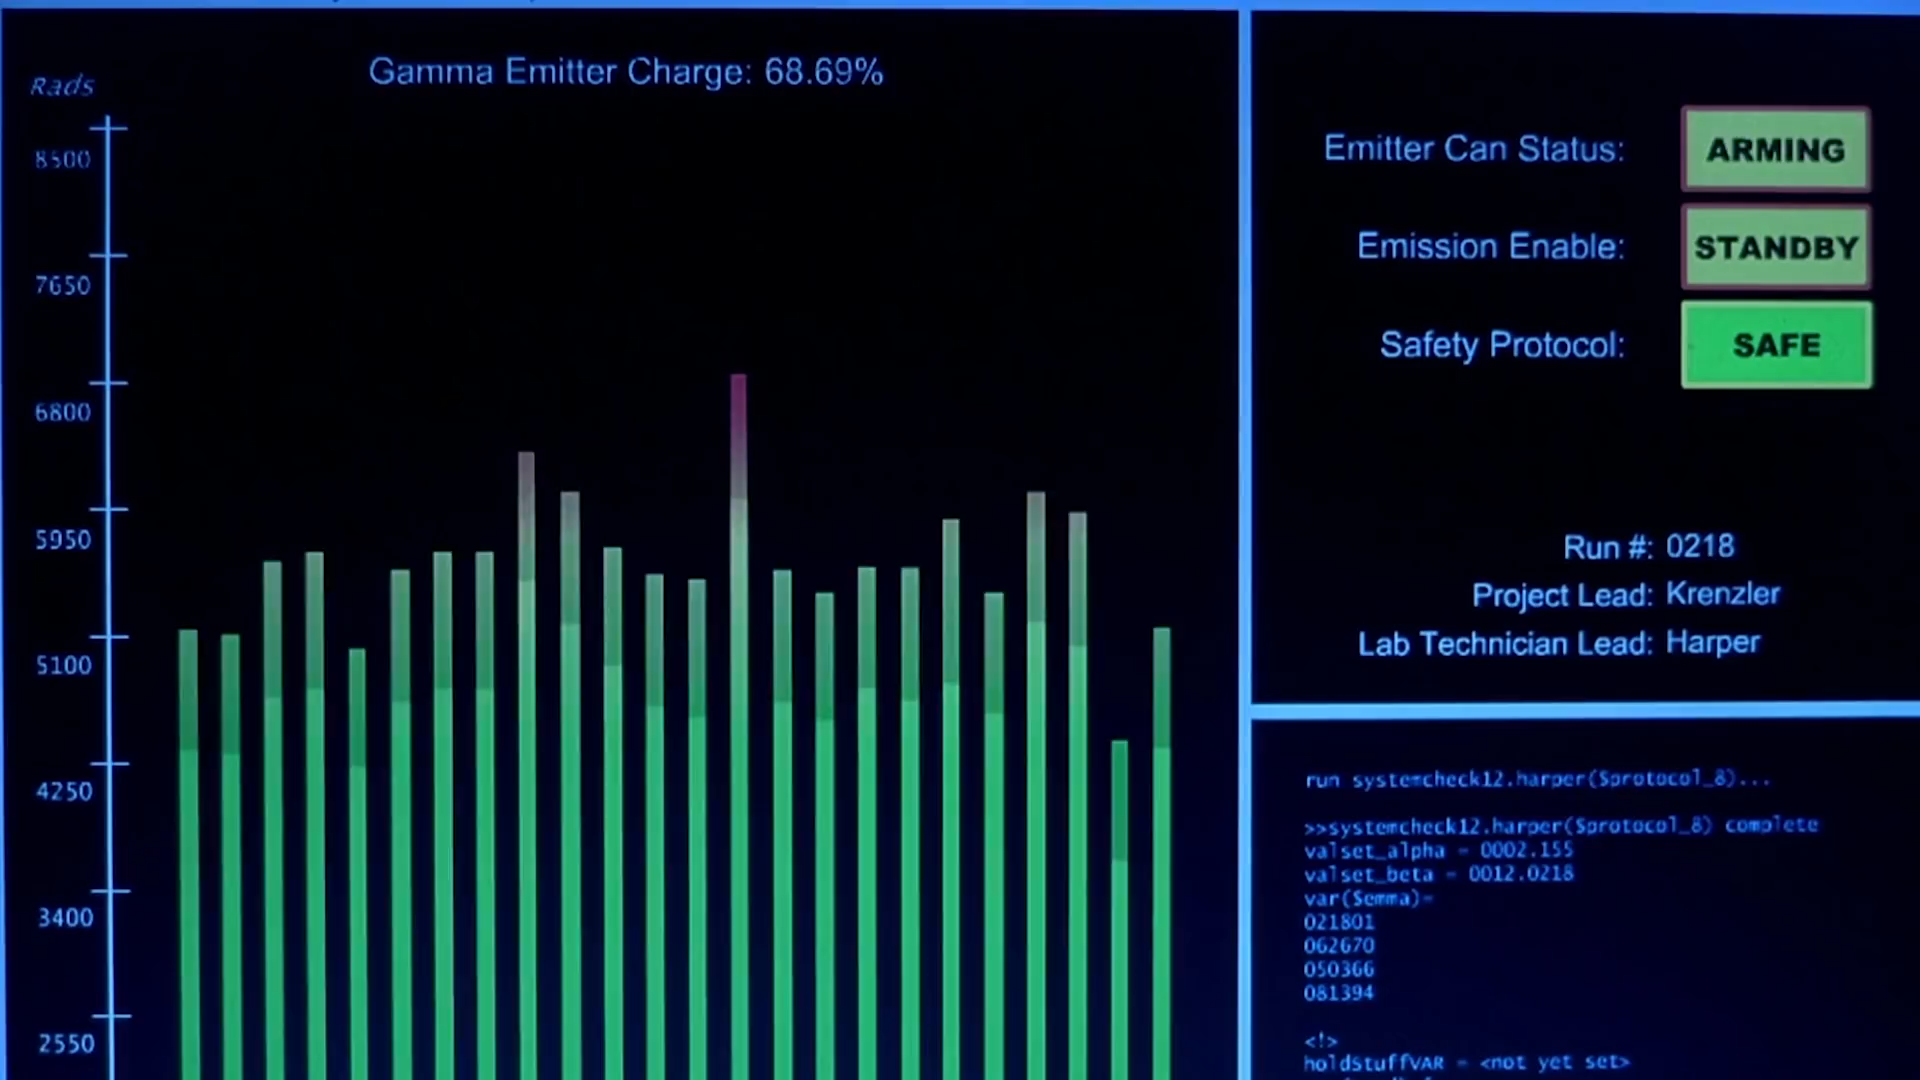 Gamma Emitter Charge: 68.69%
Rads
8500
7650
6800
5950
5100
4250
3400
2550
Emitter Can Status: ARMING
Emission Enable: STANDBY
Safety Protocol: SAFE
Run #: 0218
Project Lead: Krenzler
Lab Technician Lead: Harper
run systemcheck12.harper($protocol_8)...
>>systemcheck12.harper($protocol_8) complete
valset_alpha = 0002.155
valset_beta = 0012.0218
var($emma)=
021801
062670
050366
081394
<!>
holdStuffVAR = <not yet set>